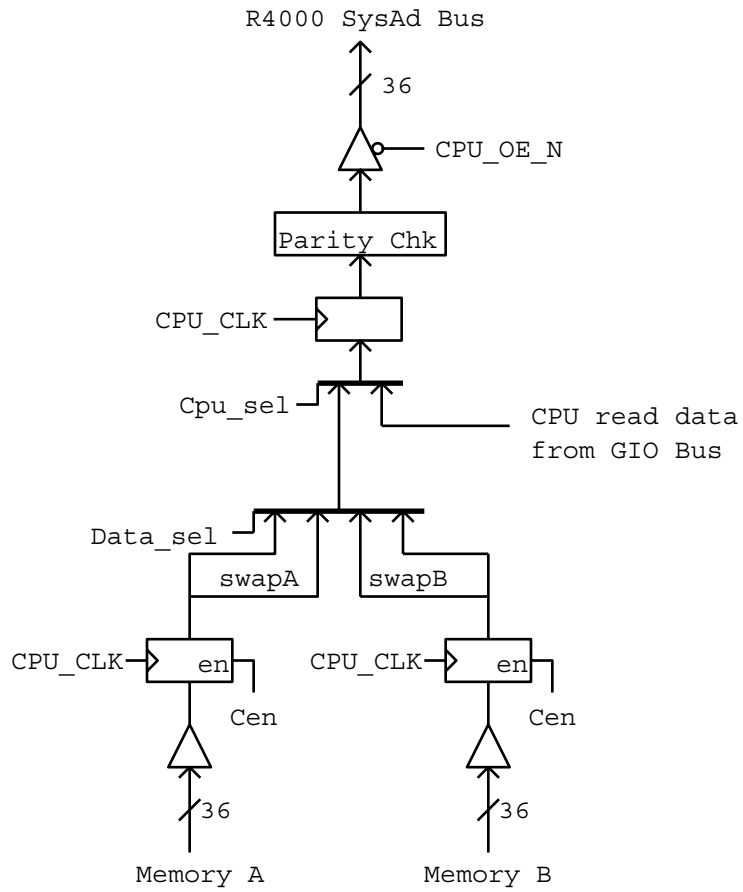 R4000 SysAd Bus
36
CPU_OE_N
Parity Chk
CPU_CLK
Cpu_sel
CPU read data
from GIO Bus
Data_sel
swapA
swapB
CPU_CLK
en
CPU_CLK
en
Cen
Cen
36
36
Memory A
Memory B